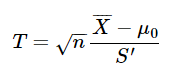 T = √n (X̅ − μ₀) / S′